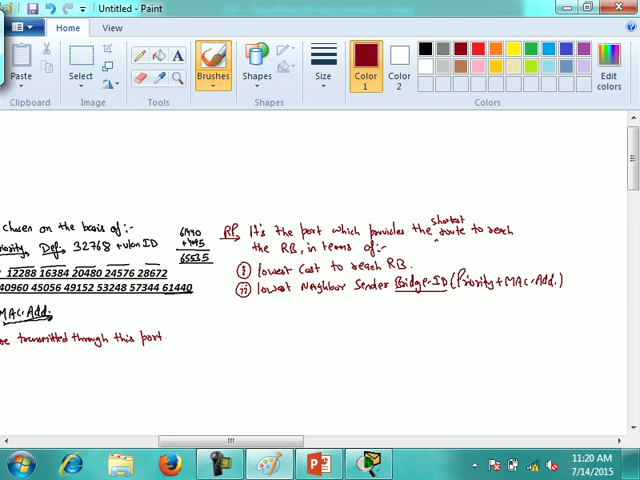 Untitled - Paint
Home
View
Paste
Select
Brushes
Shapes
Size
Color 1
Color 2
Edit colors
Clipboard
Image
Tools
Shapes
Colors
chosen on the basis of:-
Priority Def→ 32768 + vlan ID
12288 16384 20480 24576 28672
40960 45056 49152 53248 57344 61440
MAC Add.
transmitted through this port
61440
+4095
65535
RP It's the port which provides the shortest route to reach
the RB, in terms of:-
(i) lowest Cost to reach RB.
(ii) lowest Neighbor Sender Bridge-ID (Priority + MAC-Add.)
11:20 AM
7/14/2015